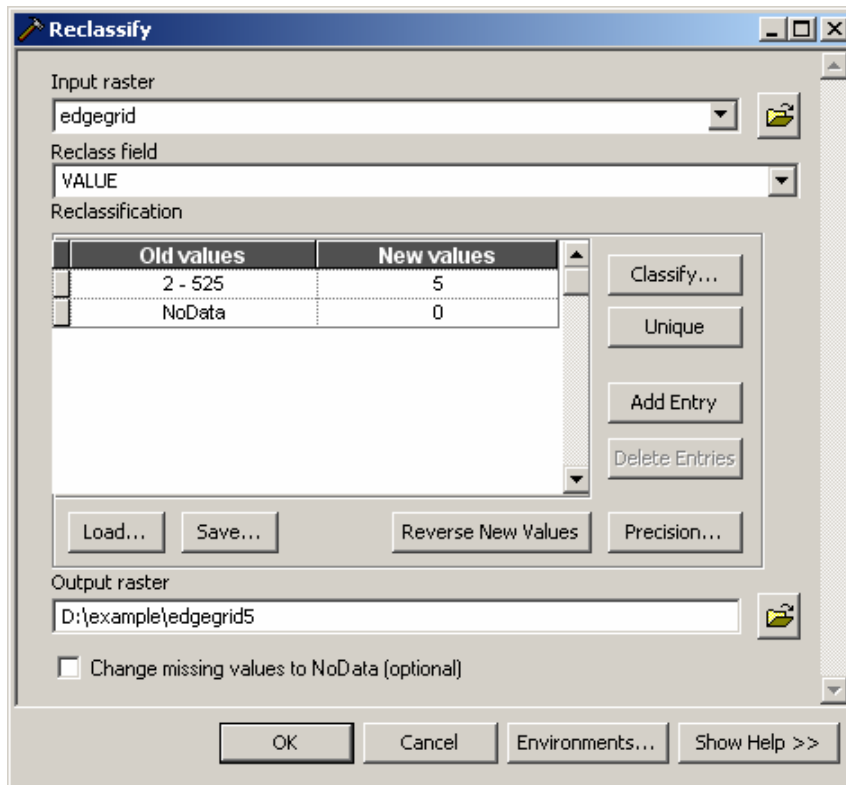 Reclassify
Input raster
edgegrid
Reclass field
VALUE
Reclassification
Old values New values
2 - 525 5
NoData 0
Classify...
Unique
Add Entry
Delete Entries
Load... Save... Reverse New Values Precision...
Output raster
D:\example\edgegrid5
Change missing values to NoData (optional)
OK Cancel Environments... Show Help >>